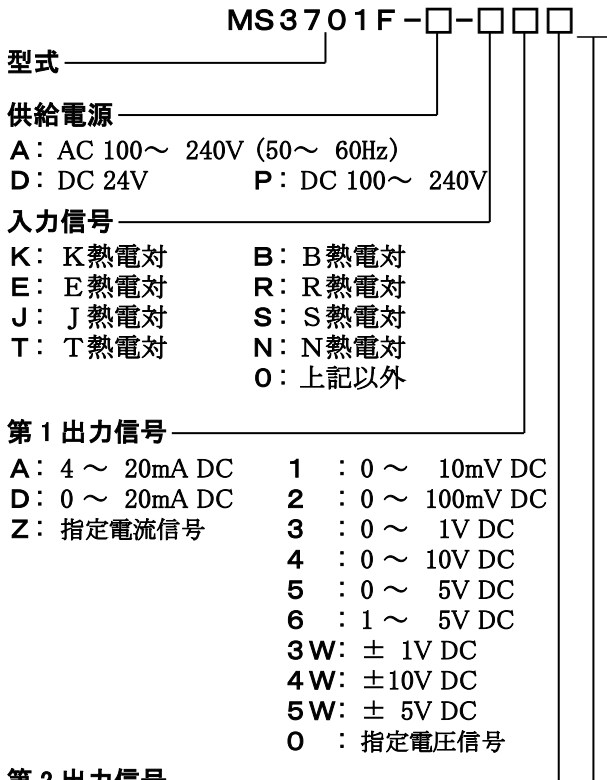 MS3701F-□-□□□
型式
供給電源
A: AC 100～ 240V (50～ 60Hz)
D: DC 24V P: DC 100～ 240V
入力信号
K: K熱電対 B: B熱電対
E: E熱電対 R: R熱電対
J: J熱電対 S: S熱電対
T: T熱電対 N: N熱電対
0: 上記以外
第1出力信号
A: 4～ 20mA DC 1 : 0～ 10mV DC
D: 0～ 20mA DC 2 : 0～ 100mV DC
Z: 指定電流信号 3 : 0～ 1V DC
4 : 0～ 10V DC
5 : 0～ 5V DC
6 : 1～ 5V DC
3W: ± 1V DC
4W: ±10V DC
5W: ± 5V DC
0 : 指定電圧信号
第2出力信号